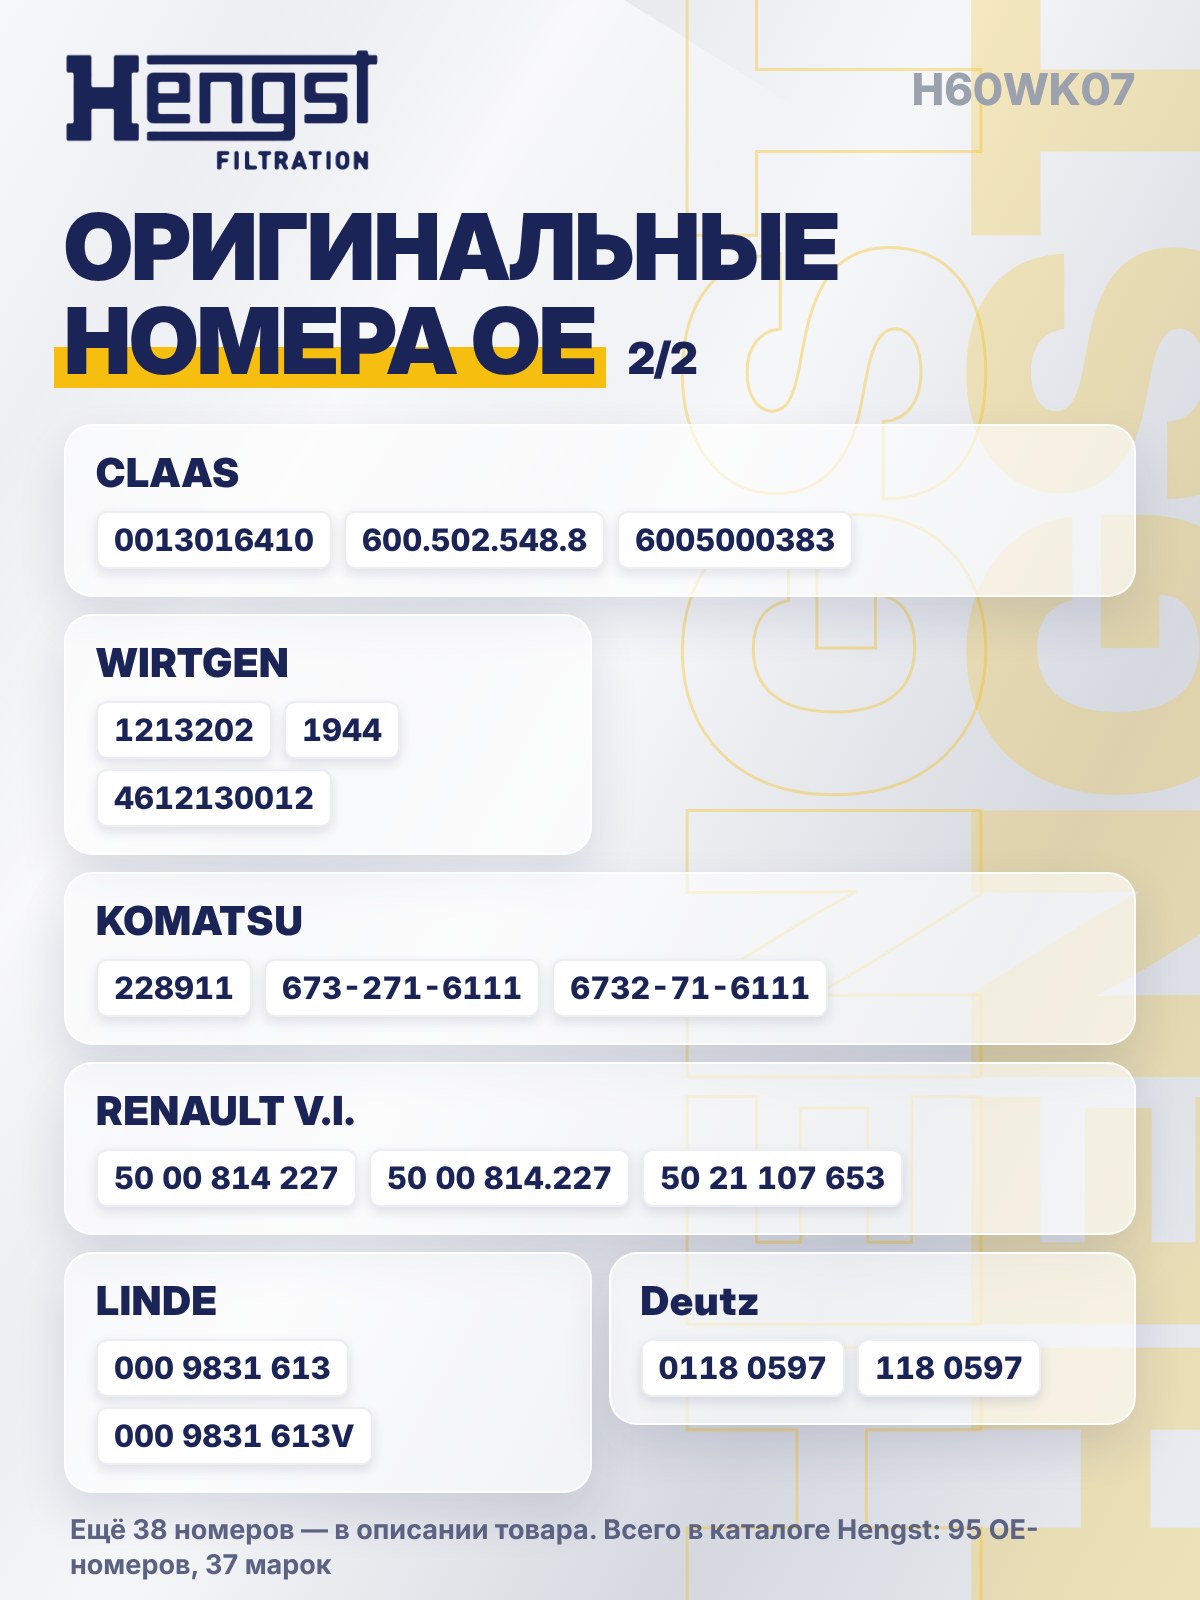 Hengst
FILTRATION
H60WK07
ОРИГИНАЛЬНЫЕ
НОМЕРА OE 2/2
CLAAS
0013016410 600.502.548.8 6005000383
WIRTGEN
1213202 1944
4612130012
KOMATSU
228911 673-271-6111 6732-71-6111
RENAULT V.I.
50 00 814 227 50 00 814.227 50 21 107 653
LINDE
000 9831 613
000 9831 613V
Deutz
0118 0597 118 0597
Ещё 38 номеров — в описании товара. Всего в каталоге Hengst: 95 OE-
номеров, 37 марок
HENGST
HENGST